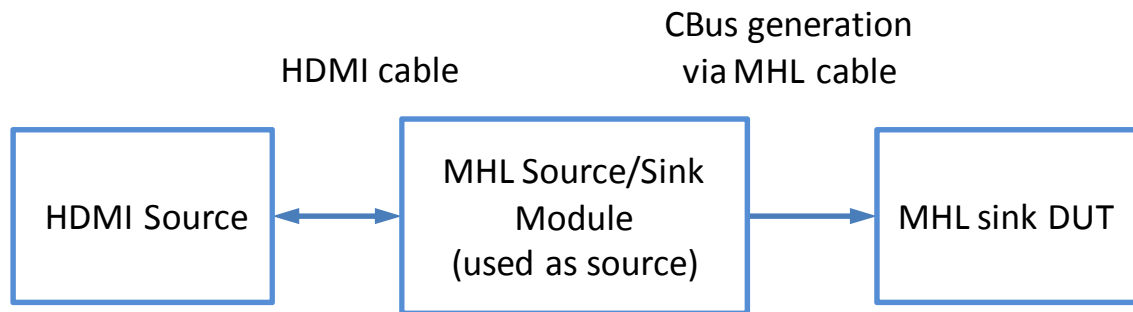 CBus generation
via MHL cable
HDMI cable
HDMI Source
MHL Source/Sink
Module
(used as source)
MHL sink DUT